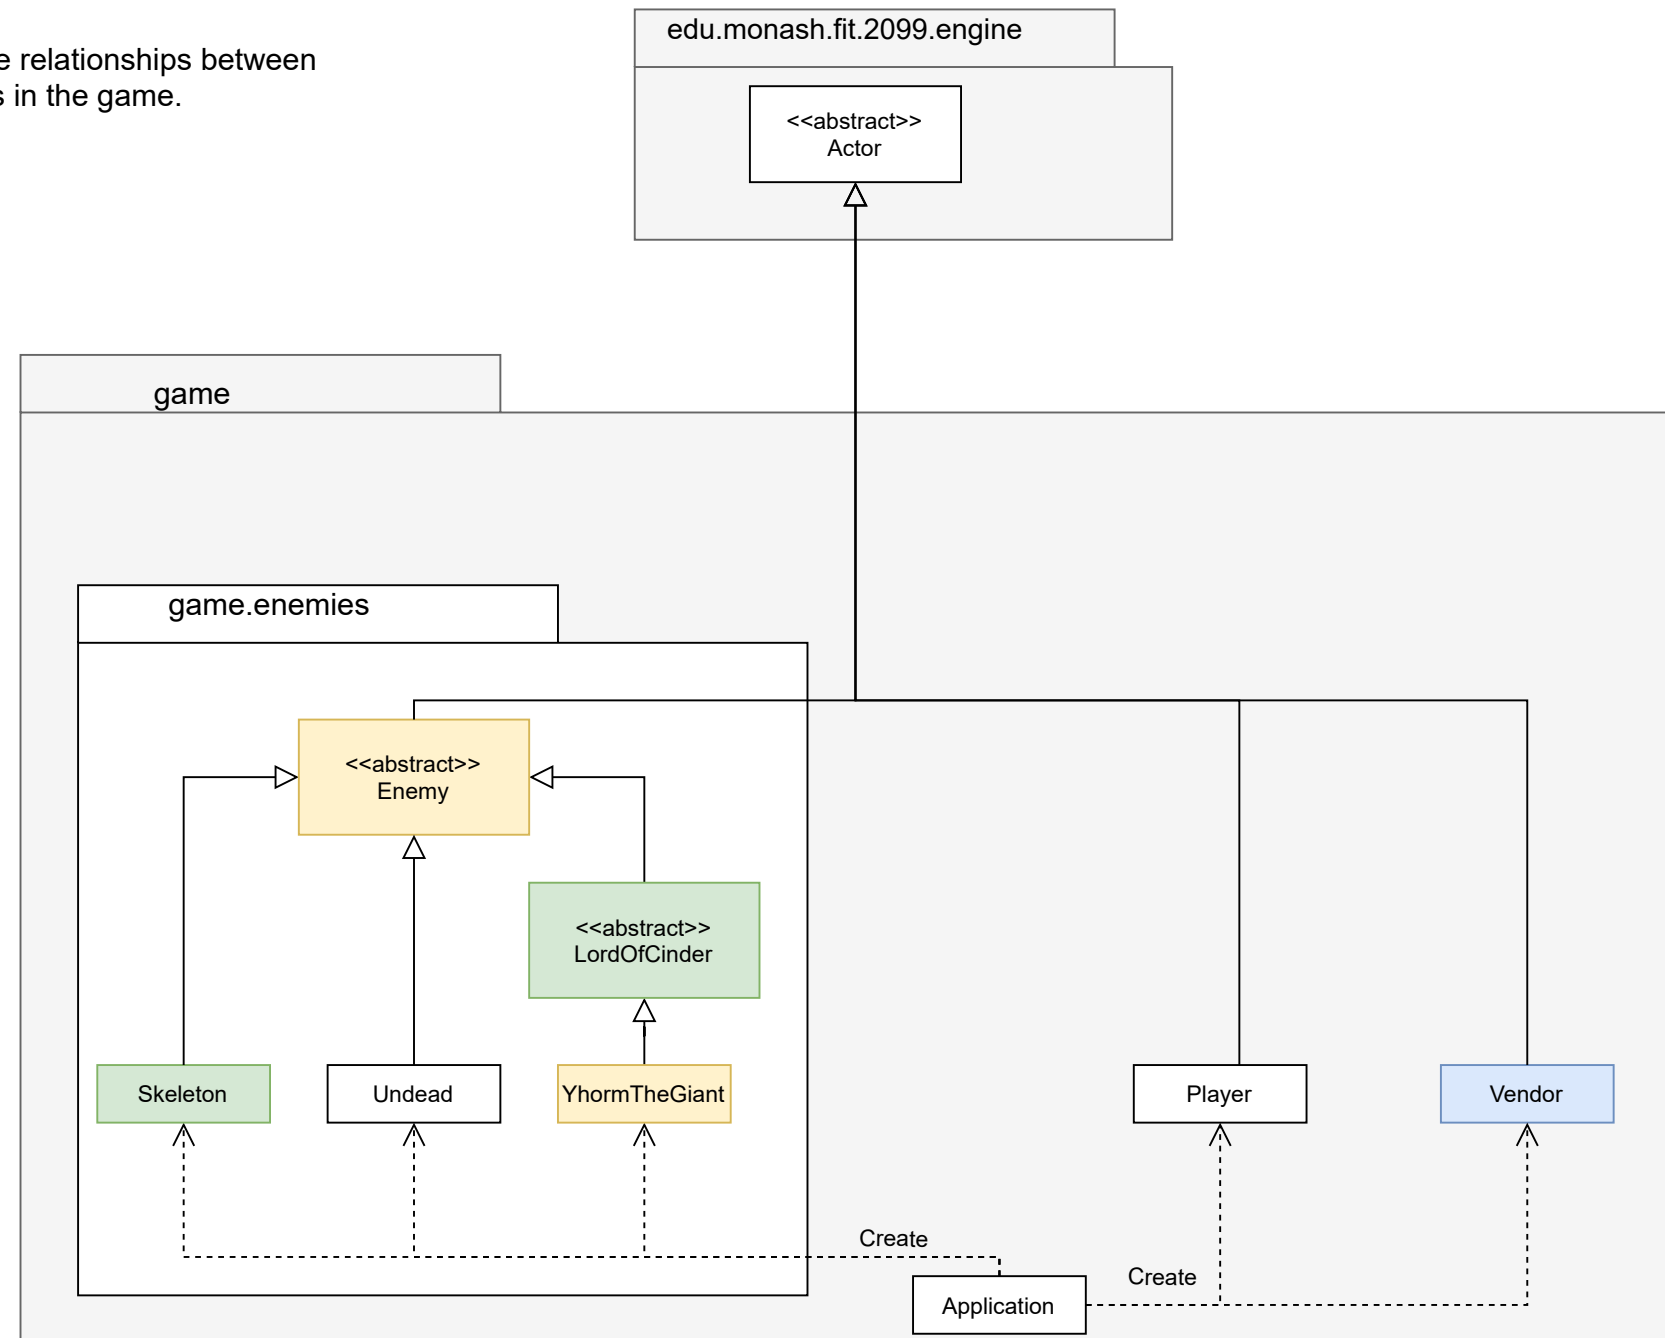 edu.monash.fit.2099.engine
relationships between
in the game.
<<abstract>>
Actor
game
game.enemies
<<abstract>>
Enemy
<<abstract>>
LordOfCinder
Skeleton
Undead
YhormTheGiant
Player
Vendor
Create
Create
Application